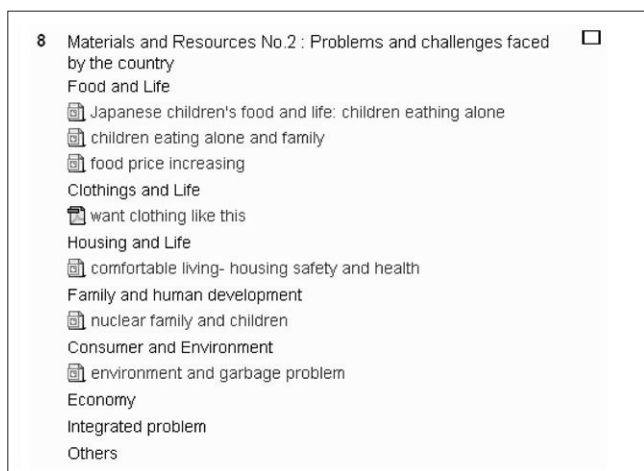 8 Materials and Resources No.2 : Problems and challenges faced
by the country
Food and Life
Japanese children's food and life: children eathing alone
children eating alone and family
food price increasing
Clothings and Life
want clothing like this
Housing and Life
comfortable living- housing safety and health
Family and human development
nuclear family and children
Consumer and Environment
environment and garbage problem
Economy
Integrated problem
Others